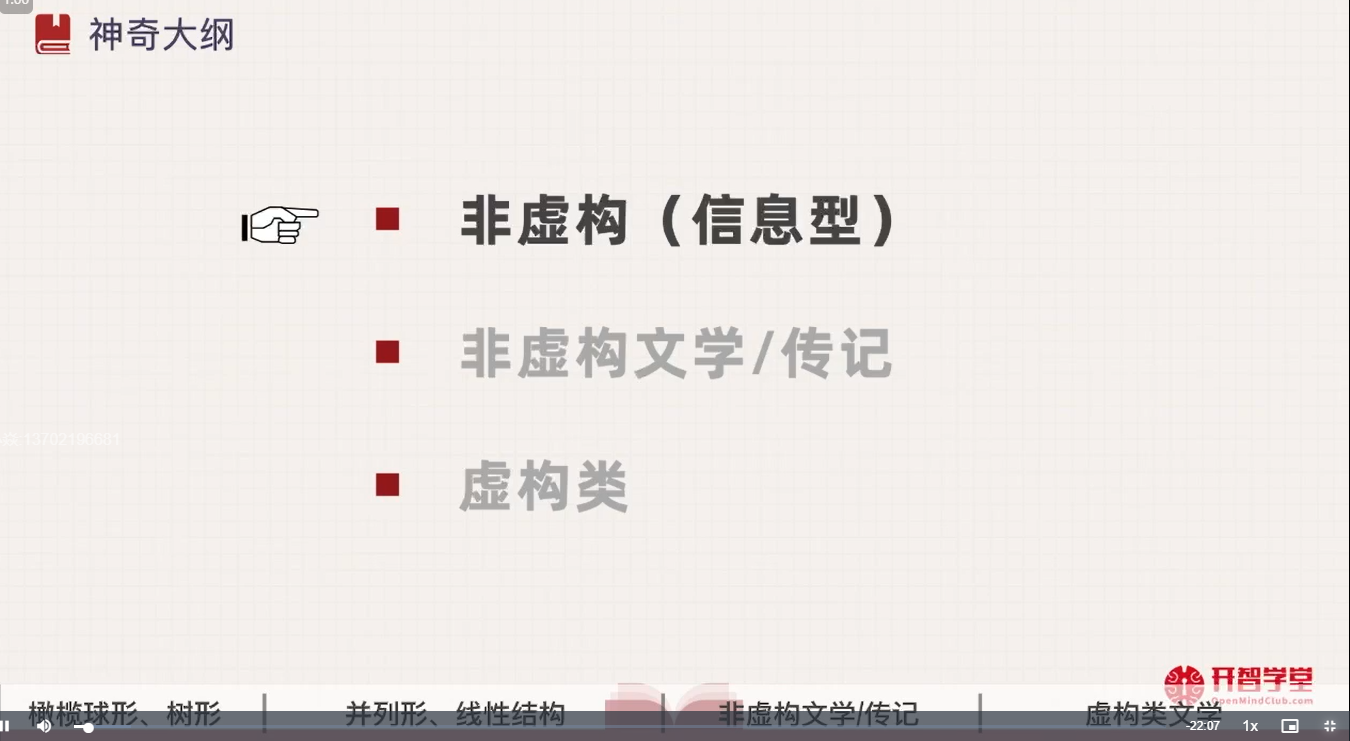 1:00
神奇大纲
非虚构（信息型）
非虚构文学/传记
虚构类
开智学堂
OpenMindClub.com
橄榄球形、树形
并列形、线性结构
非虚构文学/传记
虚构类文学
-22:07
1x